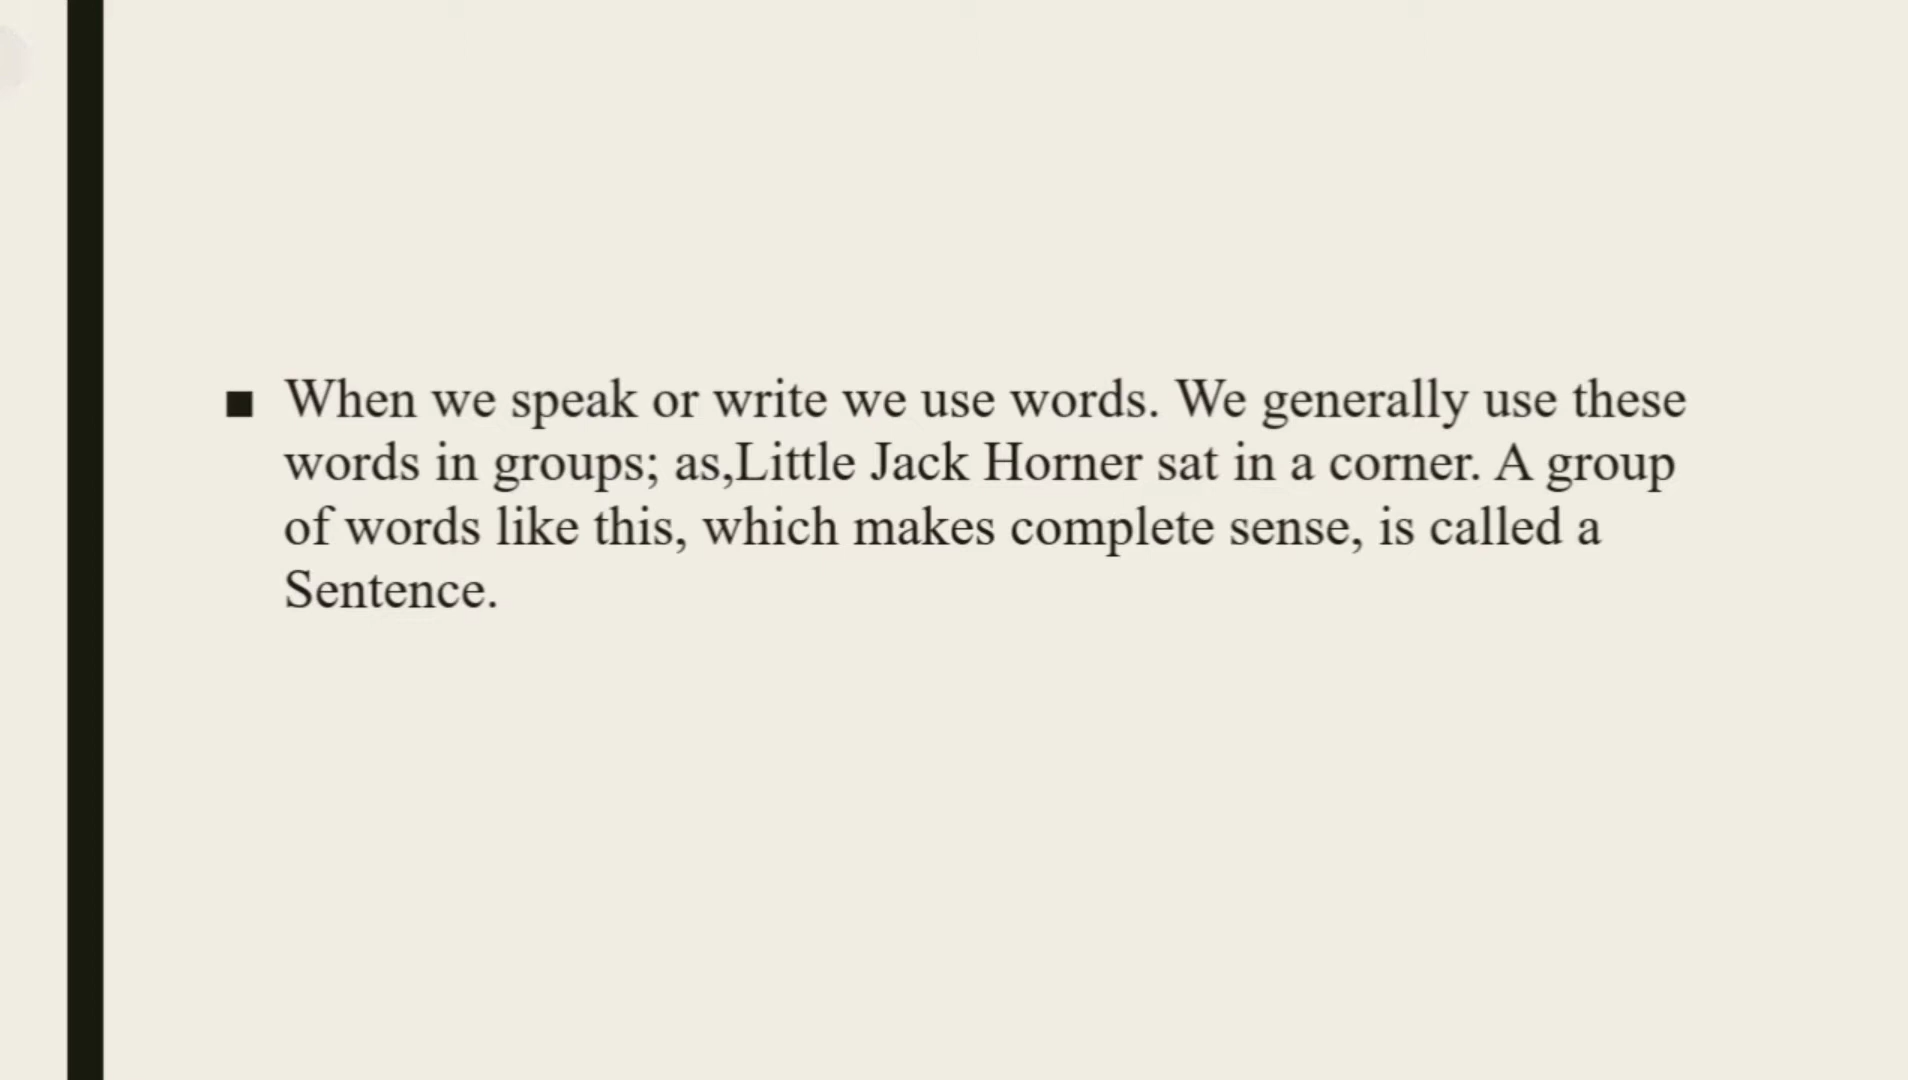 When we speak or write we use words. We generally use these
words in groups; as,Little Jack Horner sat in a corner. A group
of words like this, which makes complete sense, is called a
Sentence.